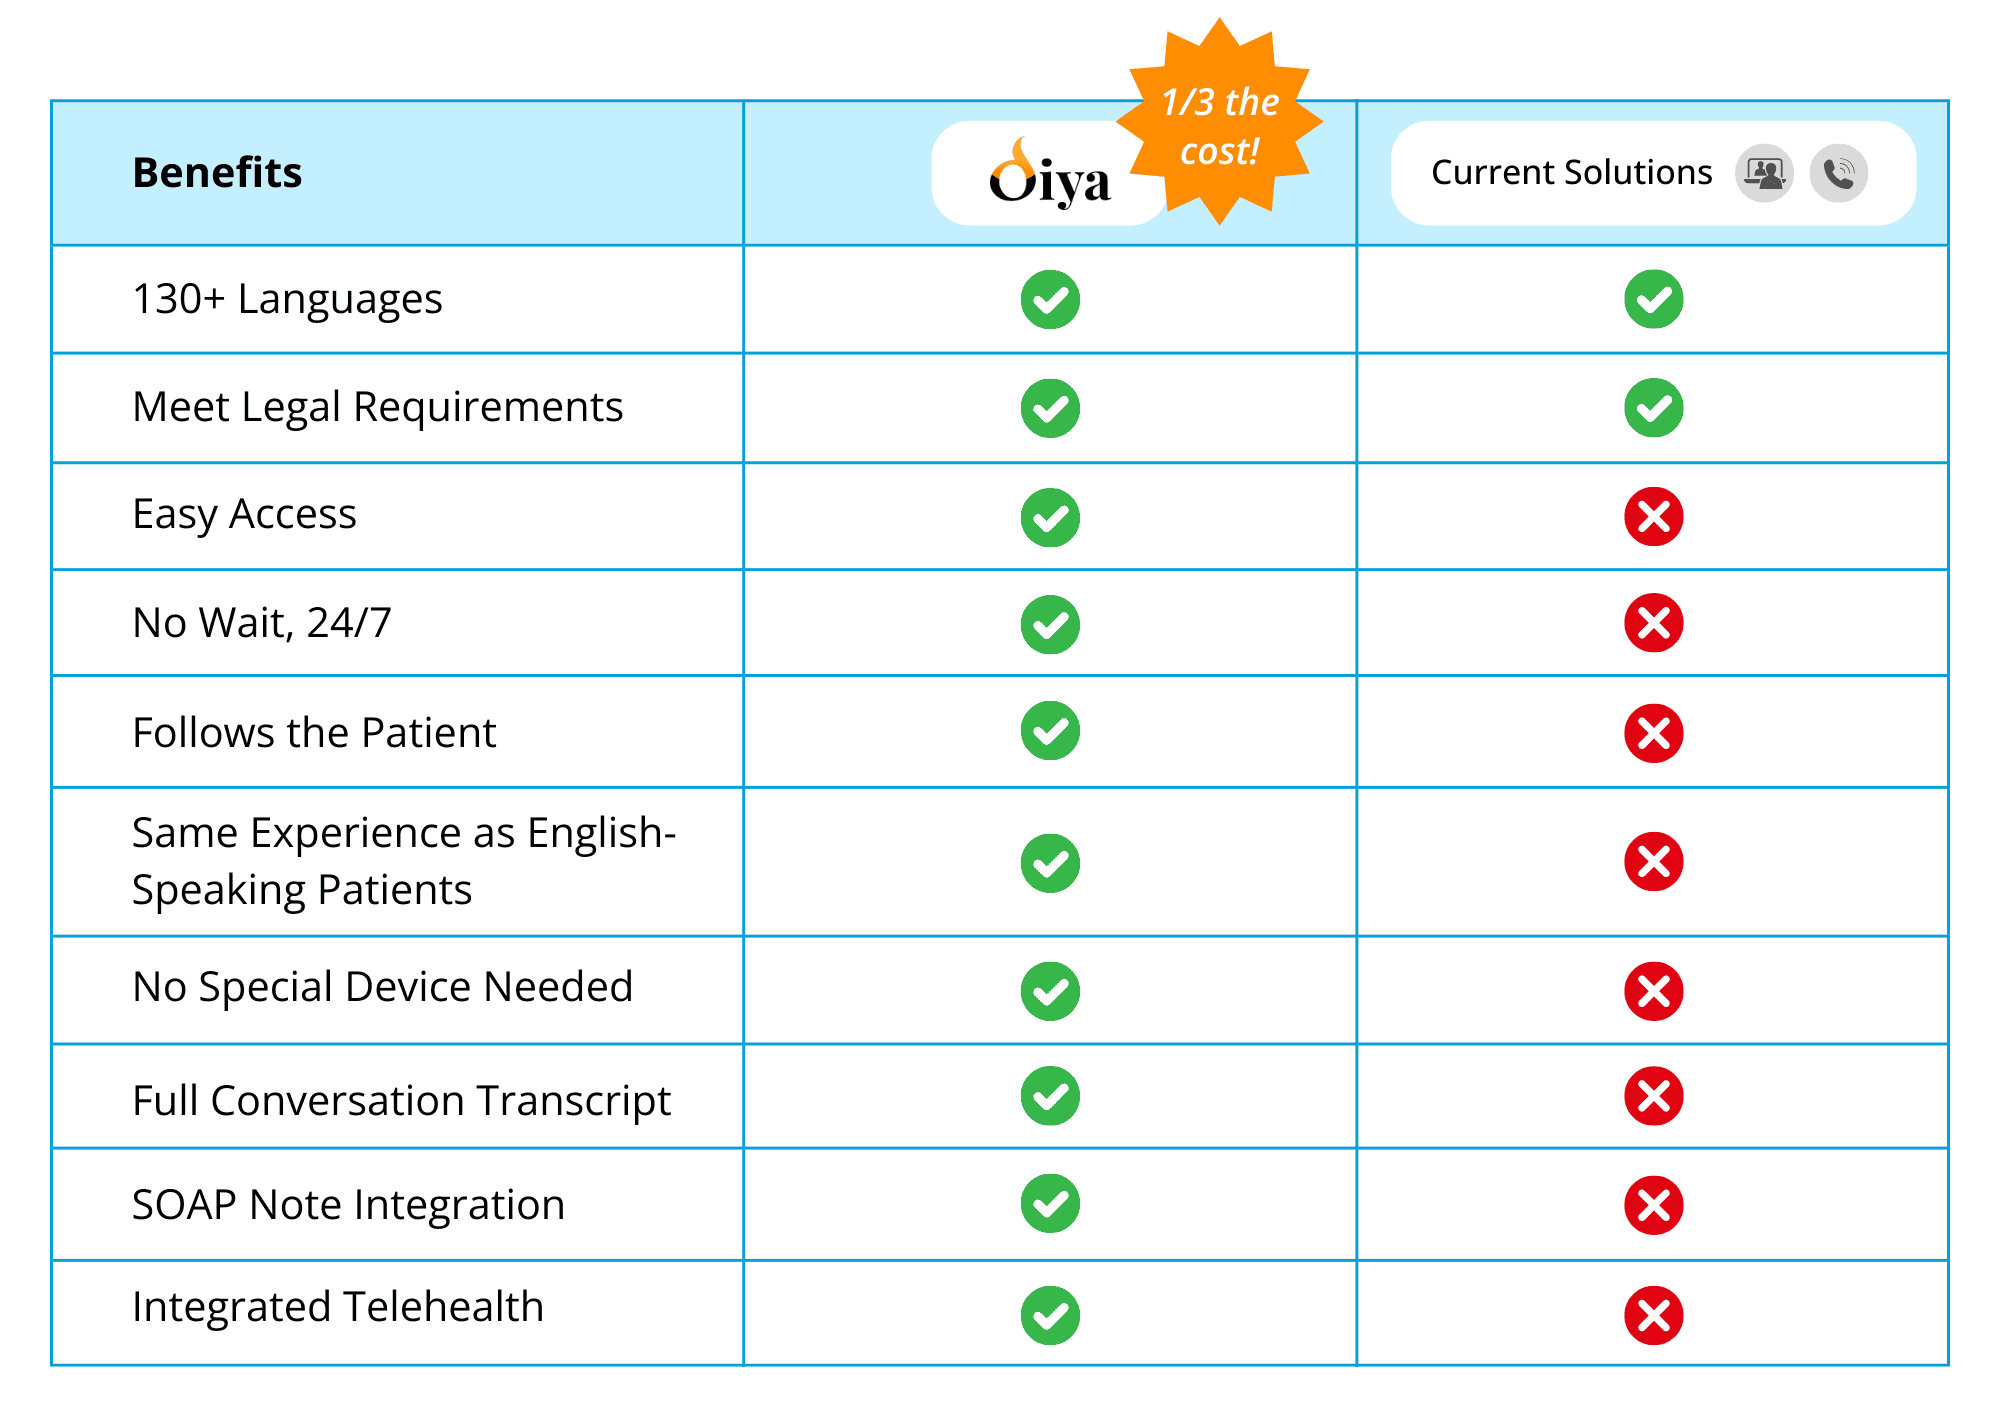 1/3 the
cost!
Benefits
Diya
Current Solutions
130+ Languages
Meet Legal Requirements
Easy Access
No Wait, 24/7
Follows the Patient
Same Experience as English-
Speaking Patients
No Special Device Needed
Full Conversation Transcript
SOAP Note Integration
Integrated Telehealth